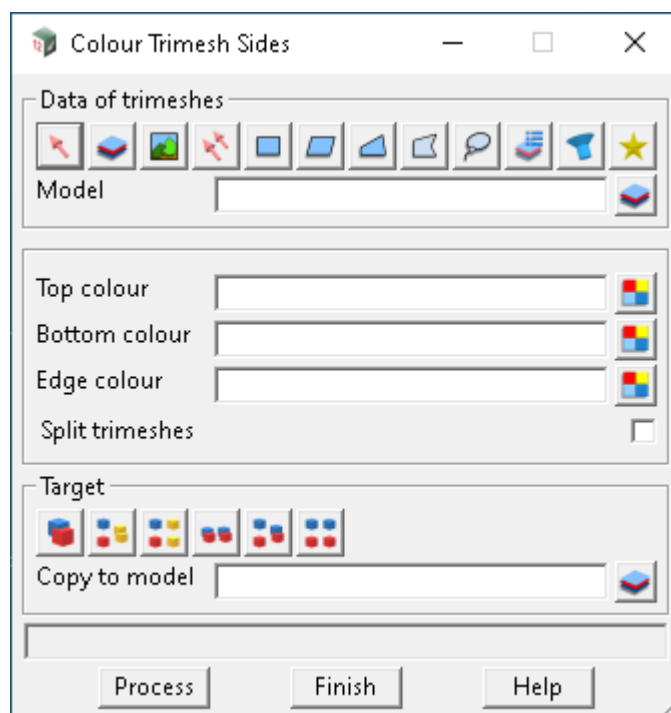 Colour Trimesh Sides
Data of trimeshes
Model
Top colour
Bottom colour
Edge colour
Split trimeshes
Target
Copy to model
Process Finish Help